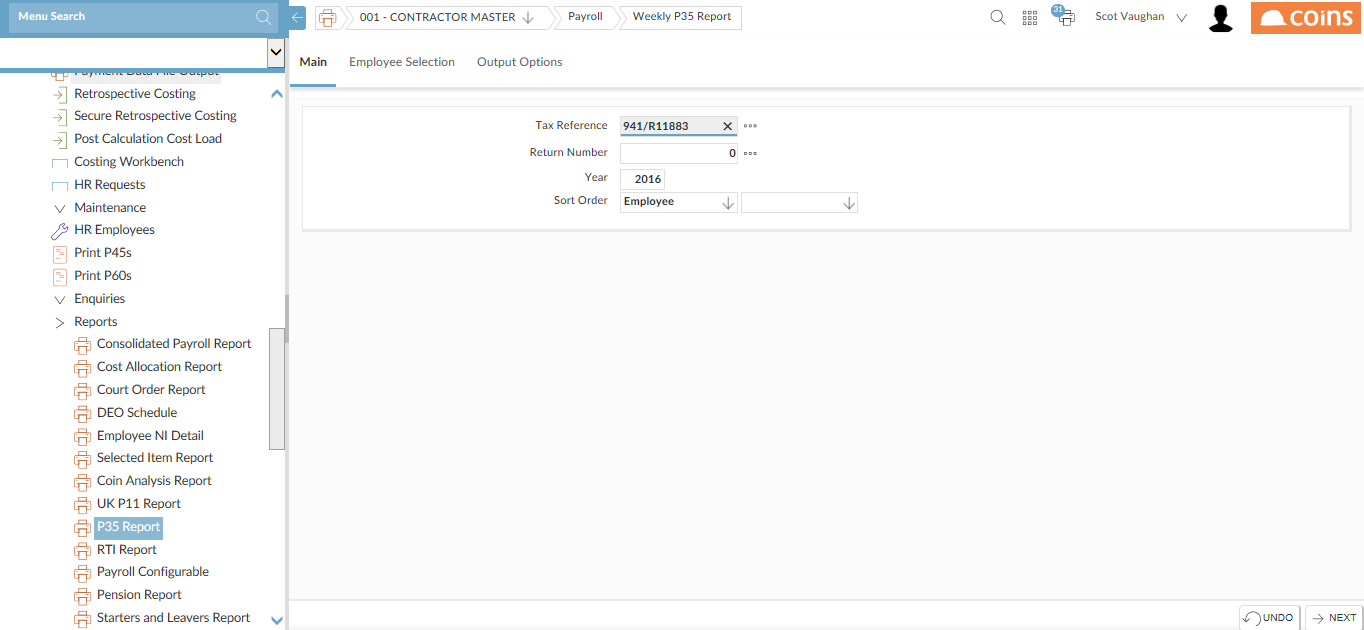 Menu Search
001 - CONTRACTOR MASTER
Payroll
Weekly P35 Report
31
Scot Vaughan
coins
Main
Employee Selection
Output Options
Payment Data File Output
Retrospective Costing
Secure Retrospective Costing
Post Calculation Cost Load
Costing Workbench
HR Requests
Maintenance
HR Employees
Print P45s
Print P60s
Enquiries
Reports
Consolidated Payroll Report
Cost Allocation Report
Court Order Report
DEO Schedule
Employee NI Detail
Selected Item Report
Coin Analysis Report
UK P11 Report
P35 Report
RTI Report
Payroll Configurable
Pension Report
Starters and Leavers Report
Tax Reference 941/R11883
Return Number 0
Year 2016
Sort Order Employee
UNDO
NEXT